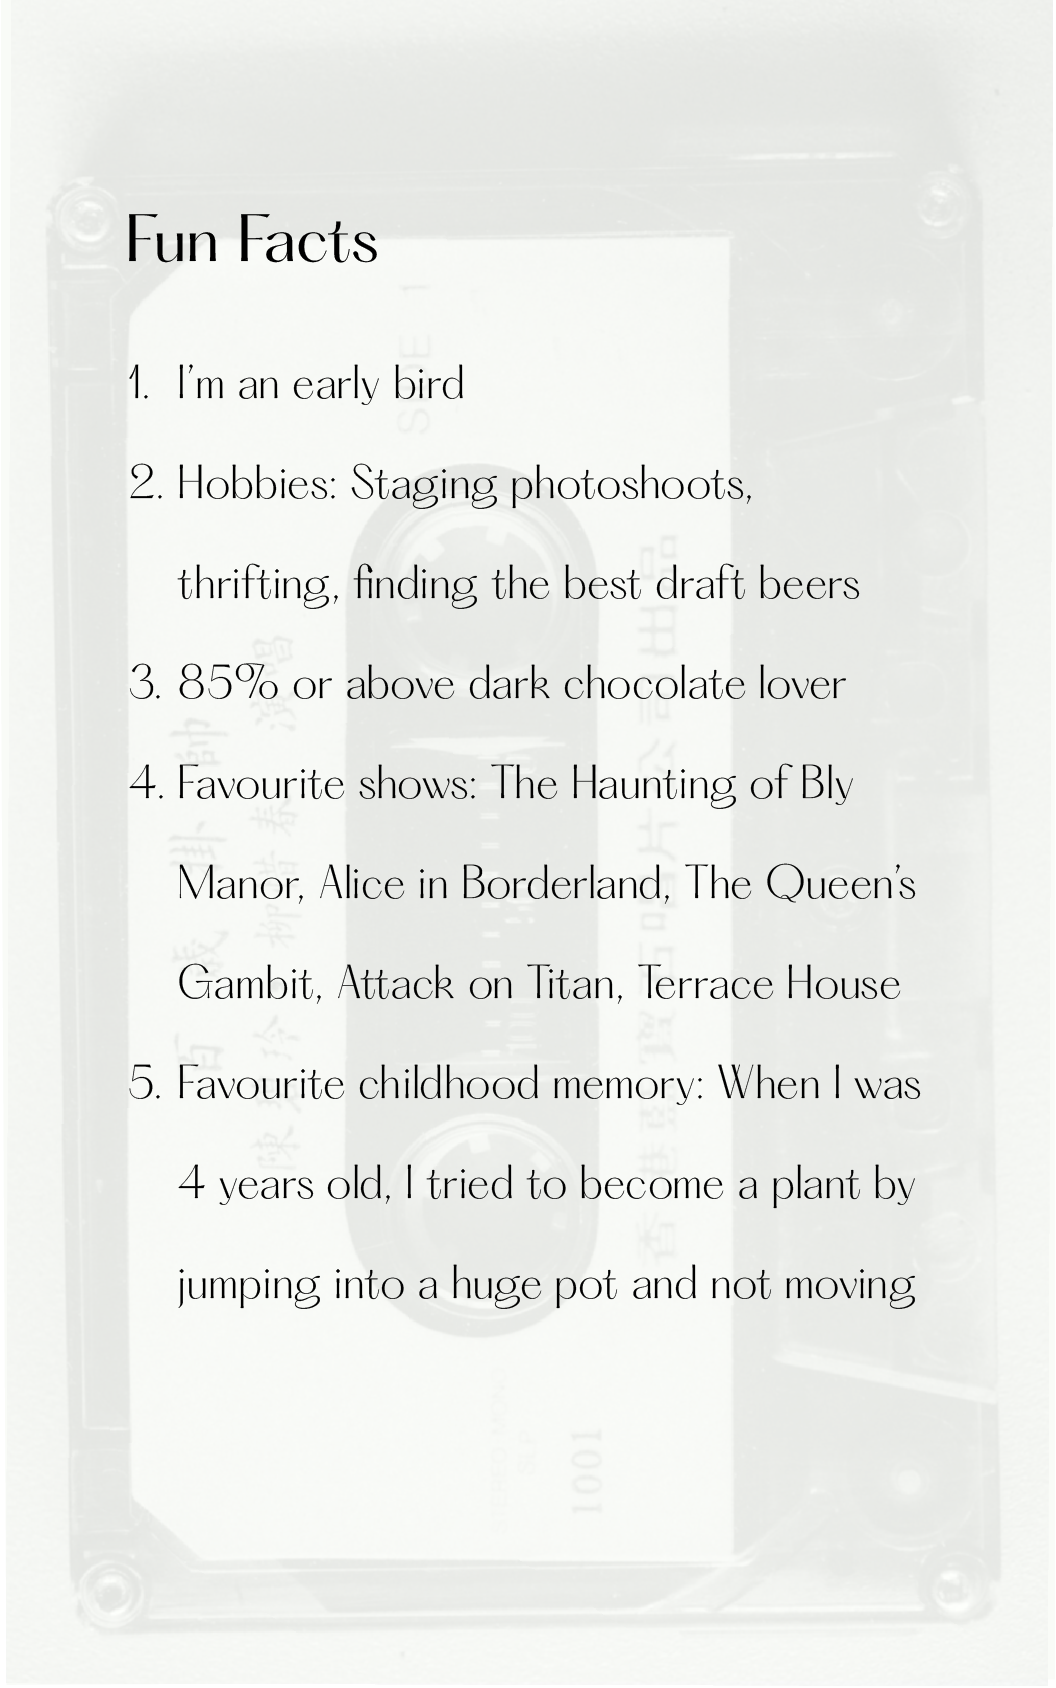 Fun Facts
1. I'm an early bird
2. Hobbies: Staging photoshoots,
thrifting, finding the best draft beers
3. 85% or above dark chocolate lover
4. Favourite shows: The Haunting of Bly
Manor, Alice in Borderland, The Queen's
Gambit, Attack on Titan, Terrace House
5. Favourite childhood memory: When I was
4 years old, I tried to become a plant by
jumping into a huge pot and not moving
SIDE 1
1001